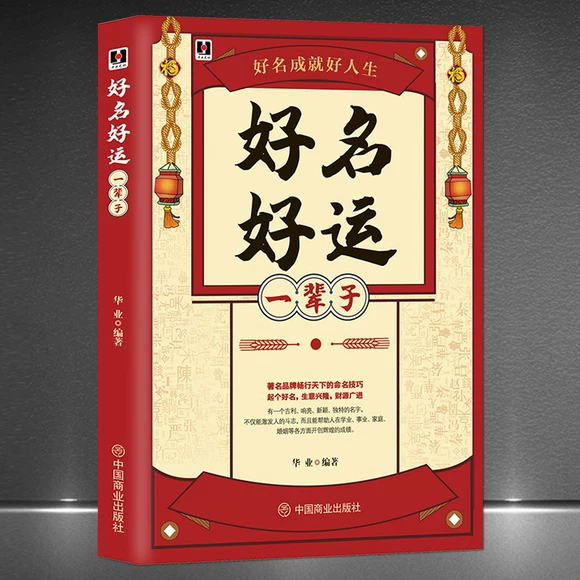 好名好运
一辈子
华业 编著
中国商业出版社
好名成就好人生
好名
好运
一辈子
著名品牌畅行天下的命名技巧
起个好名，生意兴隆，财源广进
有一个吉利、响亮、新颖、独特的名字，
不仅能激发人的斗志，而且能帮助人在学业、事业、家庭、
婚姻等各方面开创辉煌的成绩。
华业 编著
中国商业出版社